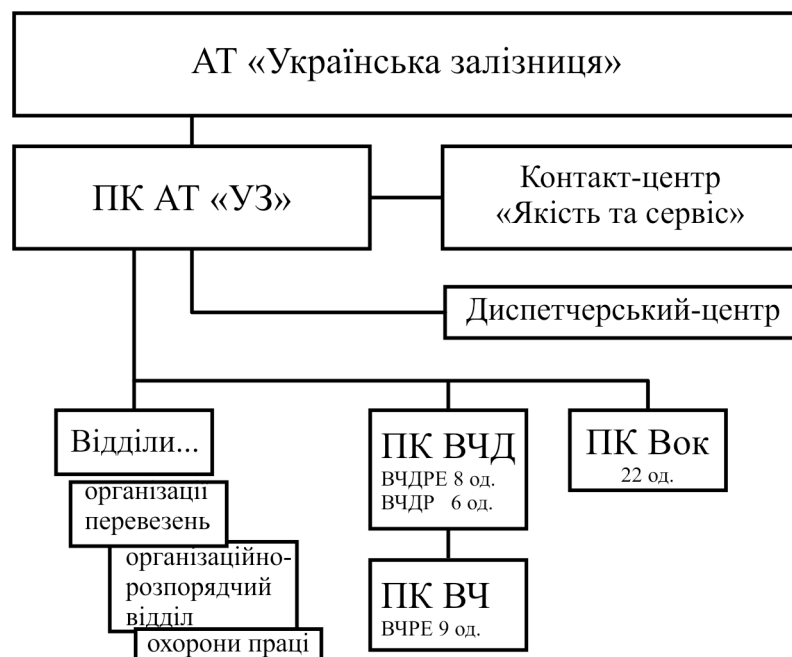 АТ «Українська залізниця»
ПК АТ «УЗ»
Контакт-центр
«Якість та сервіс»
Диспетчерський-центр
Відділи...
організації
перевезень
організаційно-
розпорядчий
відділ
охорони праці
ПК ВЧД
ВЧДРЕ 8 од.
ВЧДР 6 од.
ПК ВЧ
ВЧРЕ 9 од.
ПК Вок
22 од.